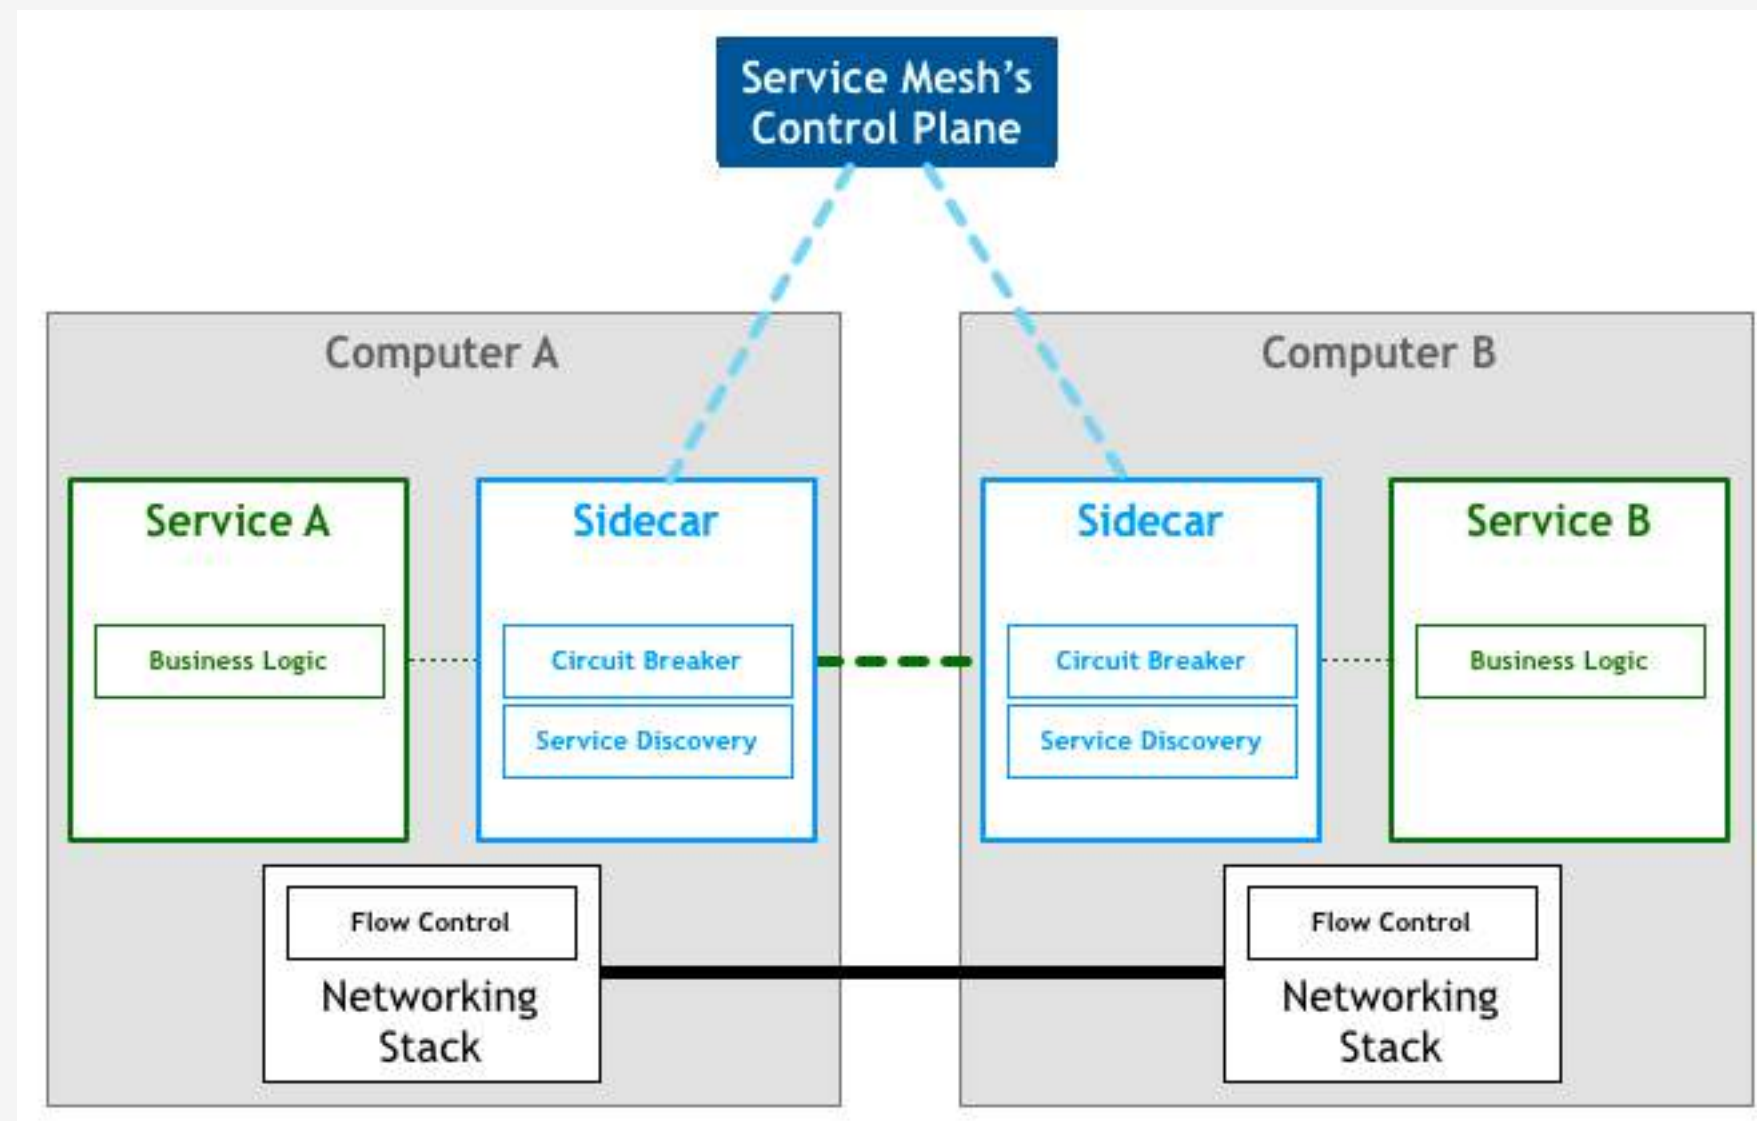 Service Mesh's
Control Plane
Computer A
Service A
Business Logic
Sidecar
Circuit Breaker
Service Discovery
Flow Control
Networking
Stack
Computer B
Sidecar
Circuit Breaker
Service Discovery
Service B
Business Logic
Flow Control
Networking
Stack